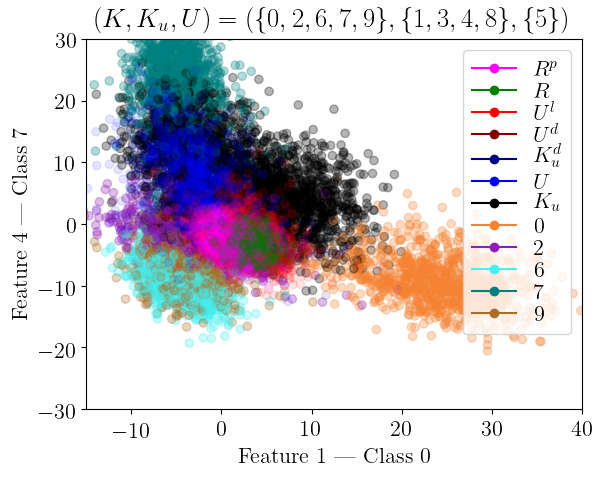 (K, K_u, U) = ({0, 2, 6, 7, 9}, {1, 3, 4, 8}, {5})
30
20
10
0
−10
−20
−30
Feature 4 — Class 7
R^p
R
U^l
U^d
K_u^d
U
K_u
0
2
6
7
9
−10
0
10
20
30
40
Feature 1 — Class 0